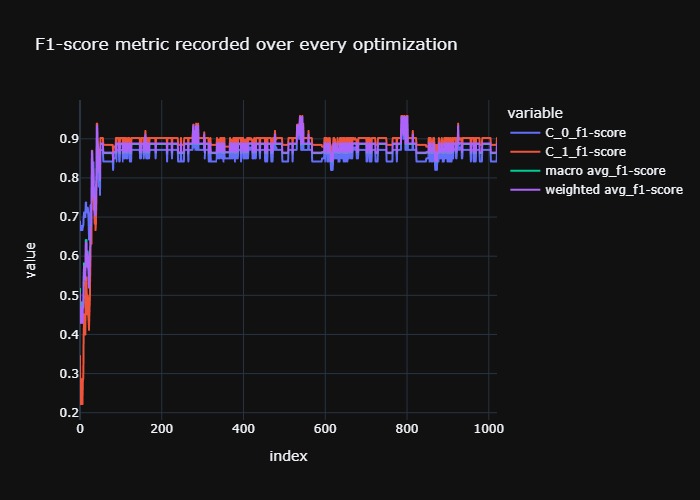 F1-score metric recorded over every optimization
variable
C_0_f1-score
C_1_f1-score
macro avg_f1-score
weighted avg_f1-score
value
0.9
0.8
0.7
0.6
0.5
0.4
0.3
0.2
0 200 400 600 800 1000
index